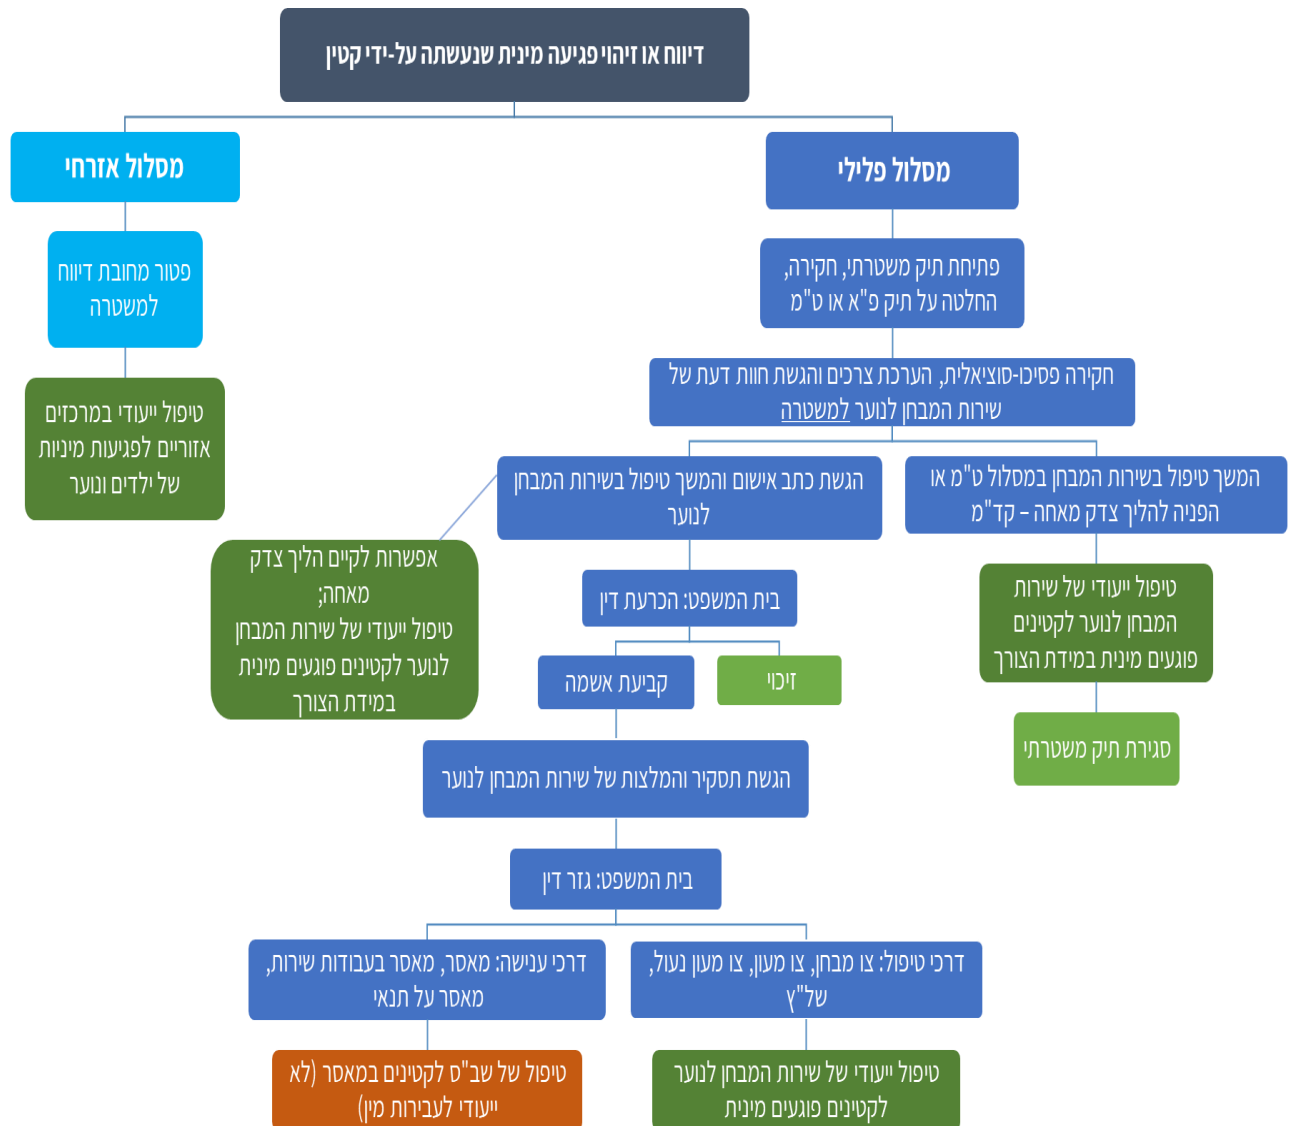 דיווח או זיהוי פגיעה מינית שנעשתה על-ידי קטין
מסלול פלילי
מסלול אזרחי
פתיחת תיק משטרתי, חקירה,
החלטה על תיק פ"א או ט"מ
פטור מחובת דיווח
למשטרה
חקירה פסיכו-סוציאלית, הערכת צרכים והגשת חוות דעת של
שירות המבחן לנוער למשטרה
טיפול ייעודי במרכזים
אזוריים לפגיעות מיניות
של ילדים ונוער
המשך טיפול בשירות המבחן במסלול ט"מ או
הפניה להליך צדק מאחה – קד"מ
הגשת כתב אישום והמשך טיפול בשירות המבחן
לנוער
אפשרות לקיים הליך צדק
מאחה;
טיפול ייעודי של שירות המבחן
לנוער לקטינים פוגעים מינית
במידת הצורך
טיפול ייעודי של שירות
המבחן לנוער לקטינים
פוגעים מינית במידת הצורך
בית המשפט: הכרעת דין
זיכוי
קביעת אשמה
סגירת תיק משטרתי
הגשת תסקיר והמלצות של שירות המבחן לנוער
בית המשפט: גזר דין
דרכי טיפול: צו מבחן, צו מעון, צו מעון נעול,
של"ץ
דרכי ענישה: מאסר, מאסר בעבודות שירות,
מאסר על תנאי
טיפול ייעודי של שירות המבחן לנוער
לקטינים פוגעים מינית
טיפול של שב"ס לקטינים במאסר (לא
ייעודי לעבירות מין)